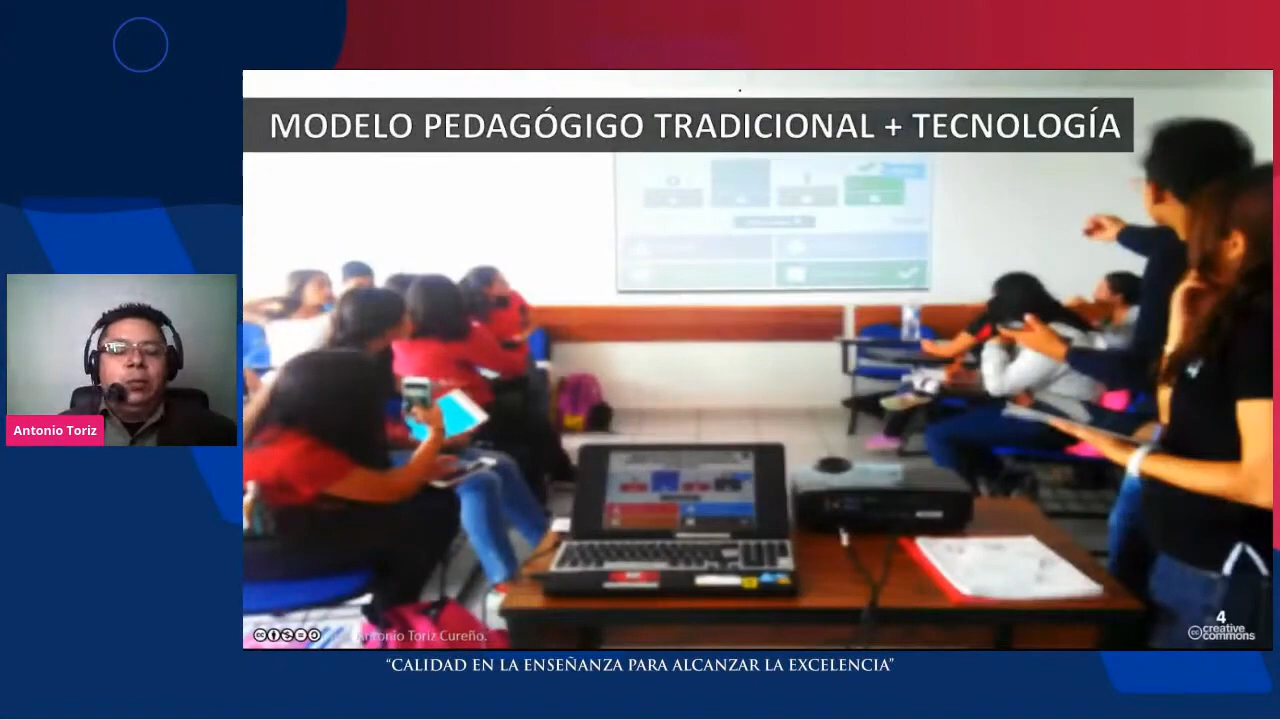 MODELO PEDAGÓGIGO TRADICIONAL + TECNOLOGÍA
Antonio Toriz
Antonio Toriz Cureño.
4
creative
commons
“CALIDAD EN LA ENSEÑANZA PARA ALCANZAR LA EXCELENCIA”